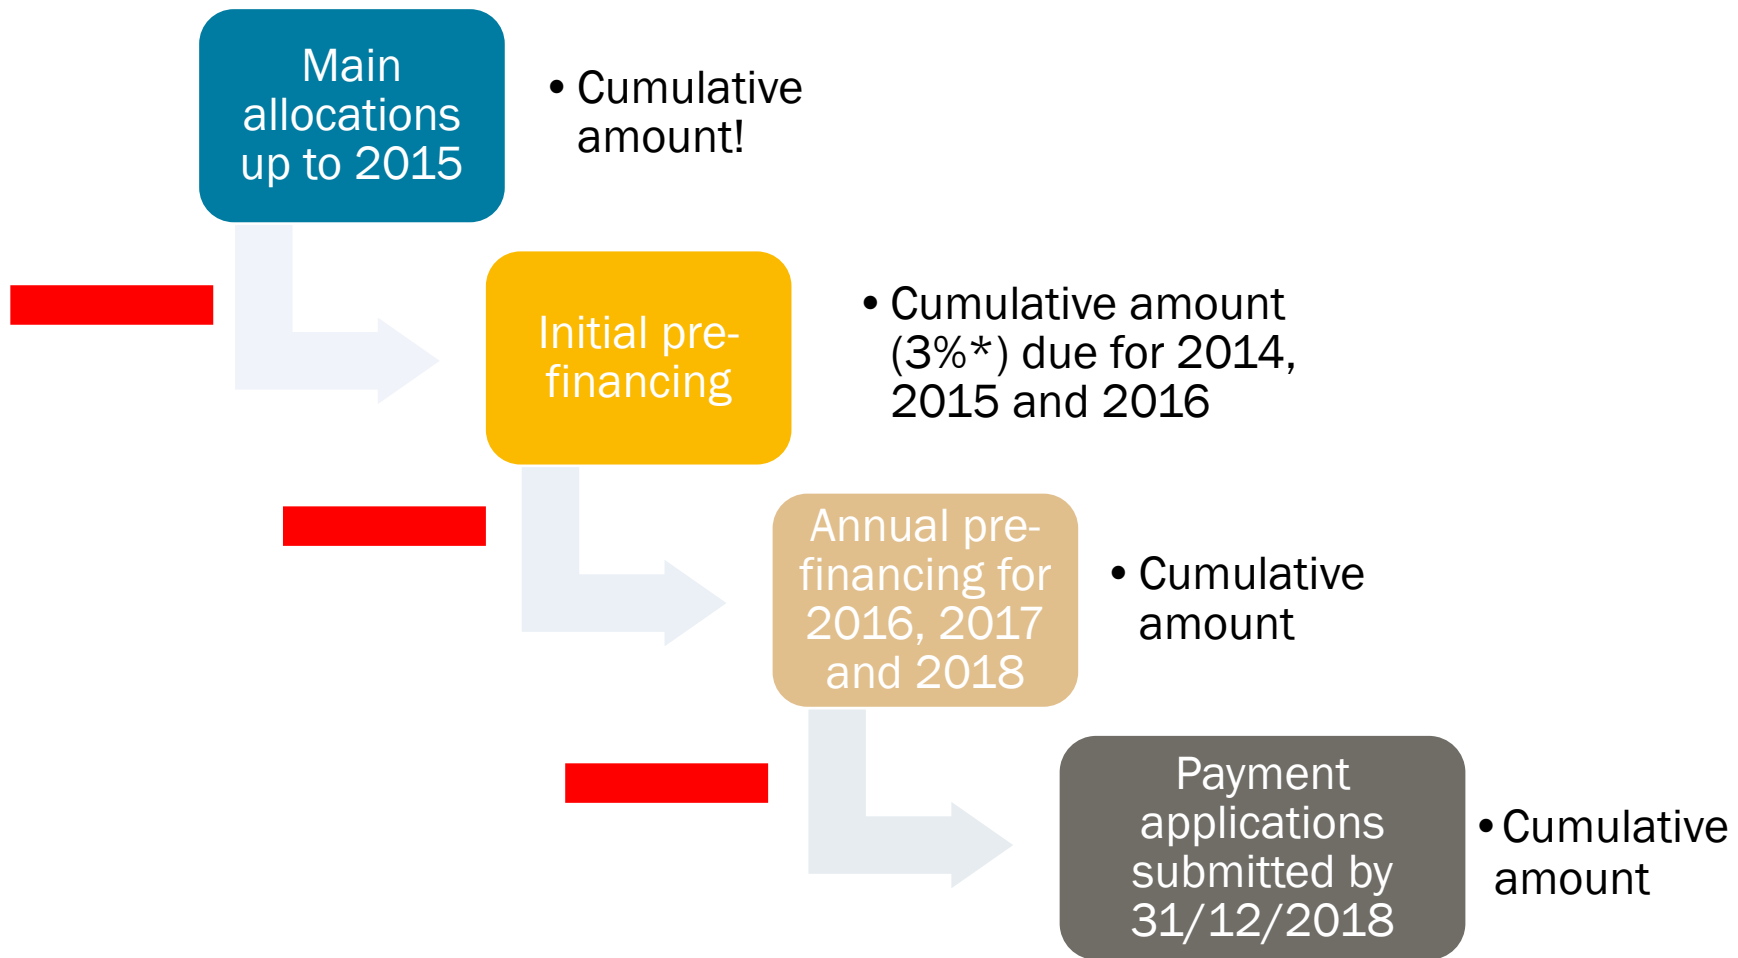 Main
allocations
up to 2015
• Cumulative
amount!
Initial pre-
financing
• Cumulative amount
(3%*) due for 2014,
2015 and 2016
Annual pre-
financing for
2016, 2017
and 2018
• Cumulative
amount
Payment
applications
submitted by
31/12/2018
• Cumulative
amount